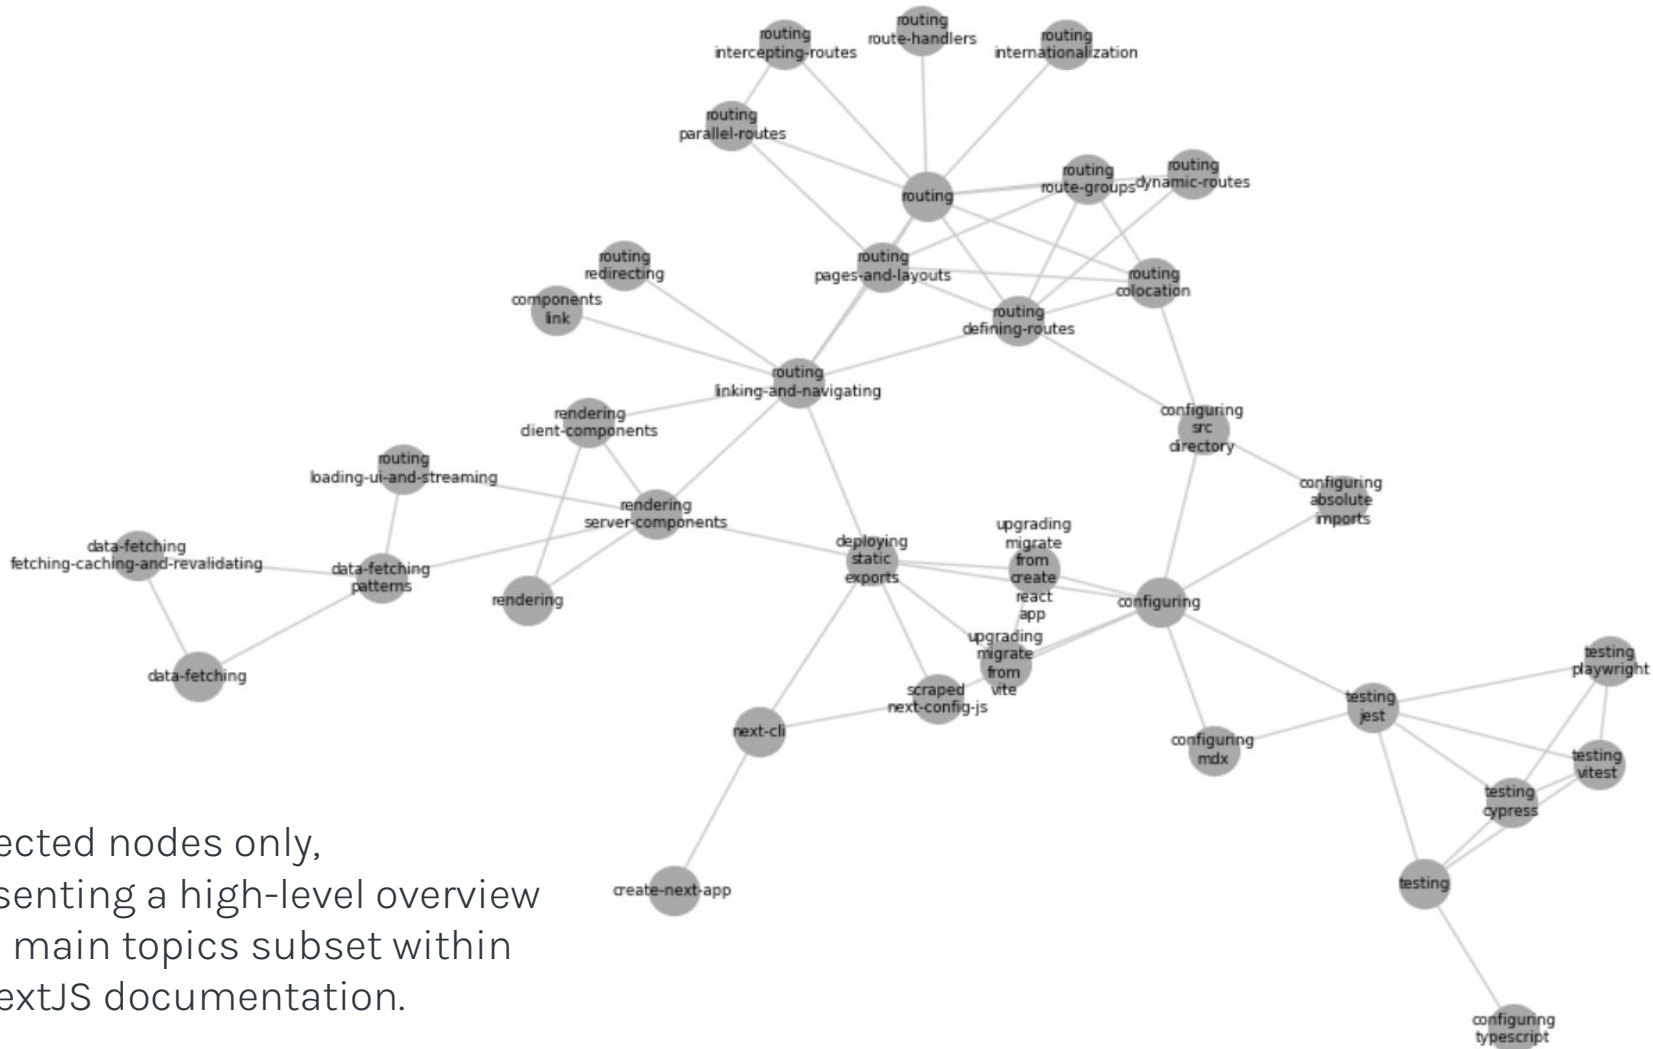 routing
route-handlers
routing
intercepting-routes
routing
internationalization
routing
parallel-routes
routing
route-groups
routing
dynamic-routes
routing
routing
redirecting
routing
pages-and-layouts
routing
colocation
components
link
routing
defining-routes
routing
linking-and-navigating
rendering
client-components
configuring
src
directory
routing
loading-ui-and-streaming
configuring
absolute
imports
rendering
server-components
upgrading
migrate
from
create
react
app
data-fetching
fetching-caching-and-revalidating
deploying
static
exports
data-fetching
patterns
rendering
configuring
upgrading
migrate
from
vite
data-fetching
testing
playwright
scraped
next-config-js
testing
jest
next-cli
configuring
mdx
testing
vitest
testing
cypress
ected nodes only,
senting a high-level overview
main topics subset within
extJS documentation.
create-next-app
testing
configuring
typescript